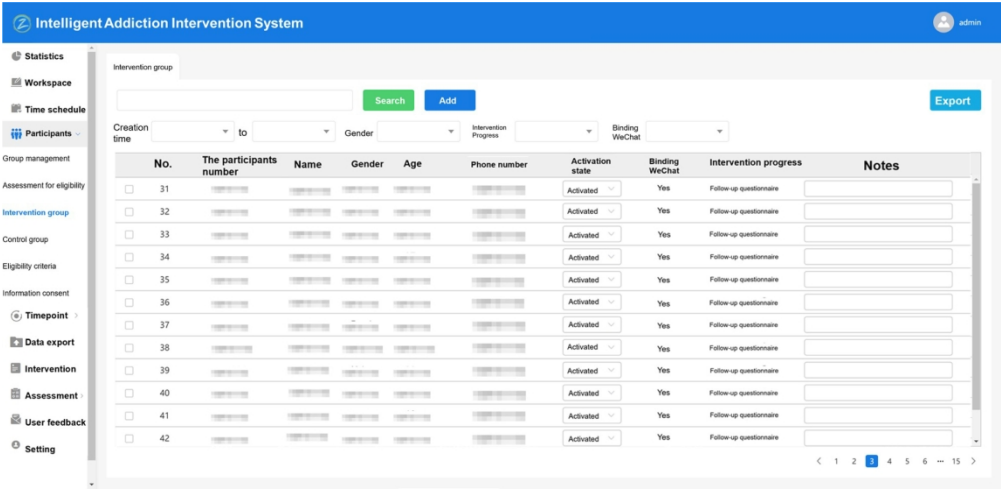 Intelligent Addiction Intervention System
admin
Statistics
Workspace
Time schedule
Participants
Group management
Assessment for eligibility
Intervention group
Control group
Eligibility criteria
Information consent
Timepoint
Data export
Intervention
Assessment
User feedback
Setting
Intervention group
Search Add Export
Creation time to Gender Intervention Progress Binding WeChat
No. The participants number Name Gender Age Phone number Activation state Binding WeChat Intervention progress Notes
31 Activated Yes Follow-up questionnaire
32 Activated Yes Follow-up questionnaire
33 Activated Yes Follow-up questionnaire
34 Activated Yes Follow-up questionnaire
35 Activated Yes Follow-up questionnaire
36 Activated Yes Follow-up questionnaire
37 Activated Yes Follow-up questionnaire
38 Activated Yes Follow-up questionnaire
39 Activated Yes Follow-up questionnaire
40 Activated Yes Follow-up questionnaire
41 Activated Yes Follow-up questionnaire
42 Activated Yes Follow-up questionnaire
< 1 2 3 4 5 6 ••• 15 >